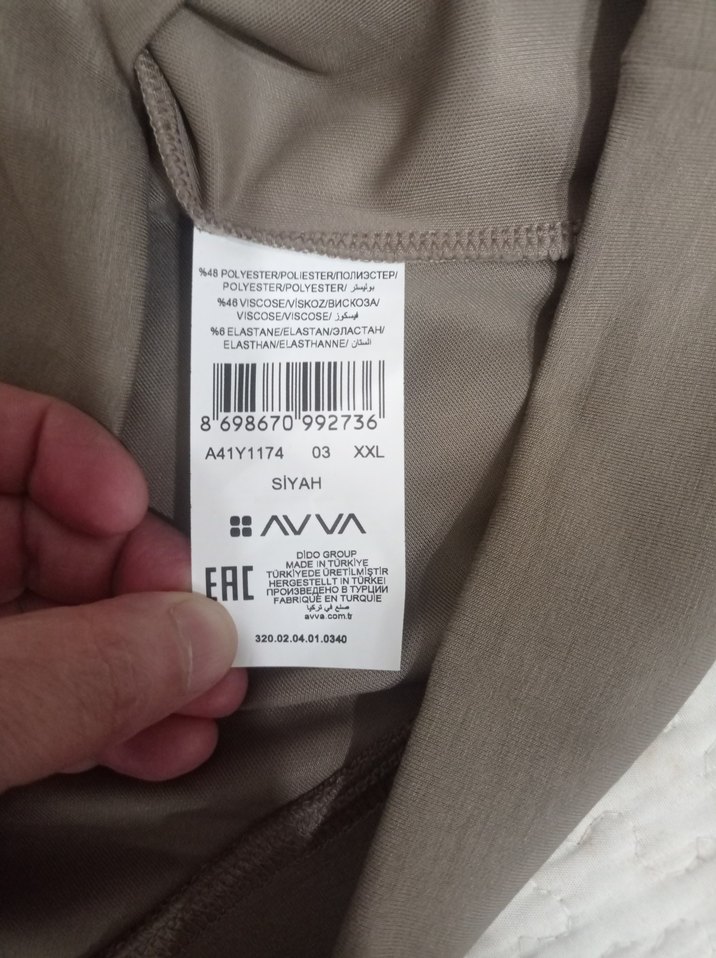 %48 POLYESTER/POLIESTER/ПОЛИЭСТЕР/
POLYESTER/POLYESTER/ بوليستر
%46 VISCOSE/VİSKOZ/ВИСКОЗА/
VISCOSE/VISCOSE/ فيسكوز
%6 ELASTANE/ELASTAN/ЭЛАСТАН/
ELASTHAN/ELASTHANNE/ الستان
8 698670 992736
A41Y1174 03 XXL
SİYAH
AVVA
DİDO GROUP
MADE IN TÜRKİYE
TÜRKİYEDE ÜRETİLMİŞTİR
HERGESTELLT IN TÜRKEI
ПРОИЗВЕДЕНО В ТУРЦИИ
FABRIQUÉ EN TURQUIE
صنع في تركيا
avva.com.tr
EAC
320.02.04.01.0340